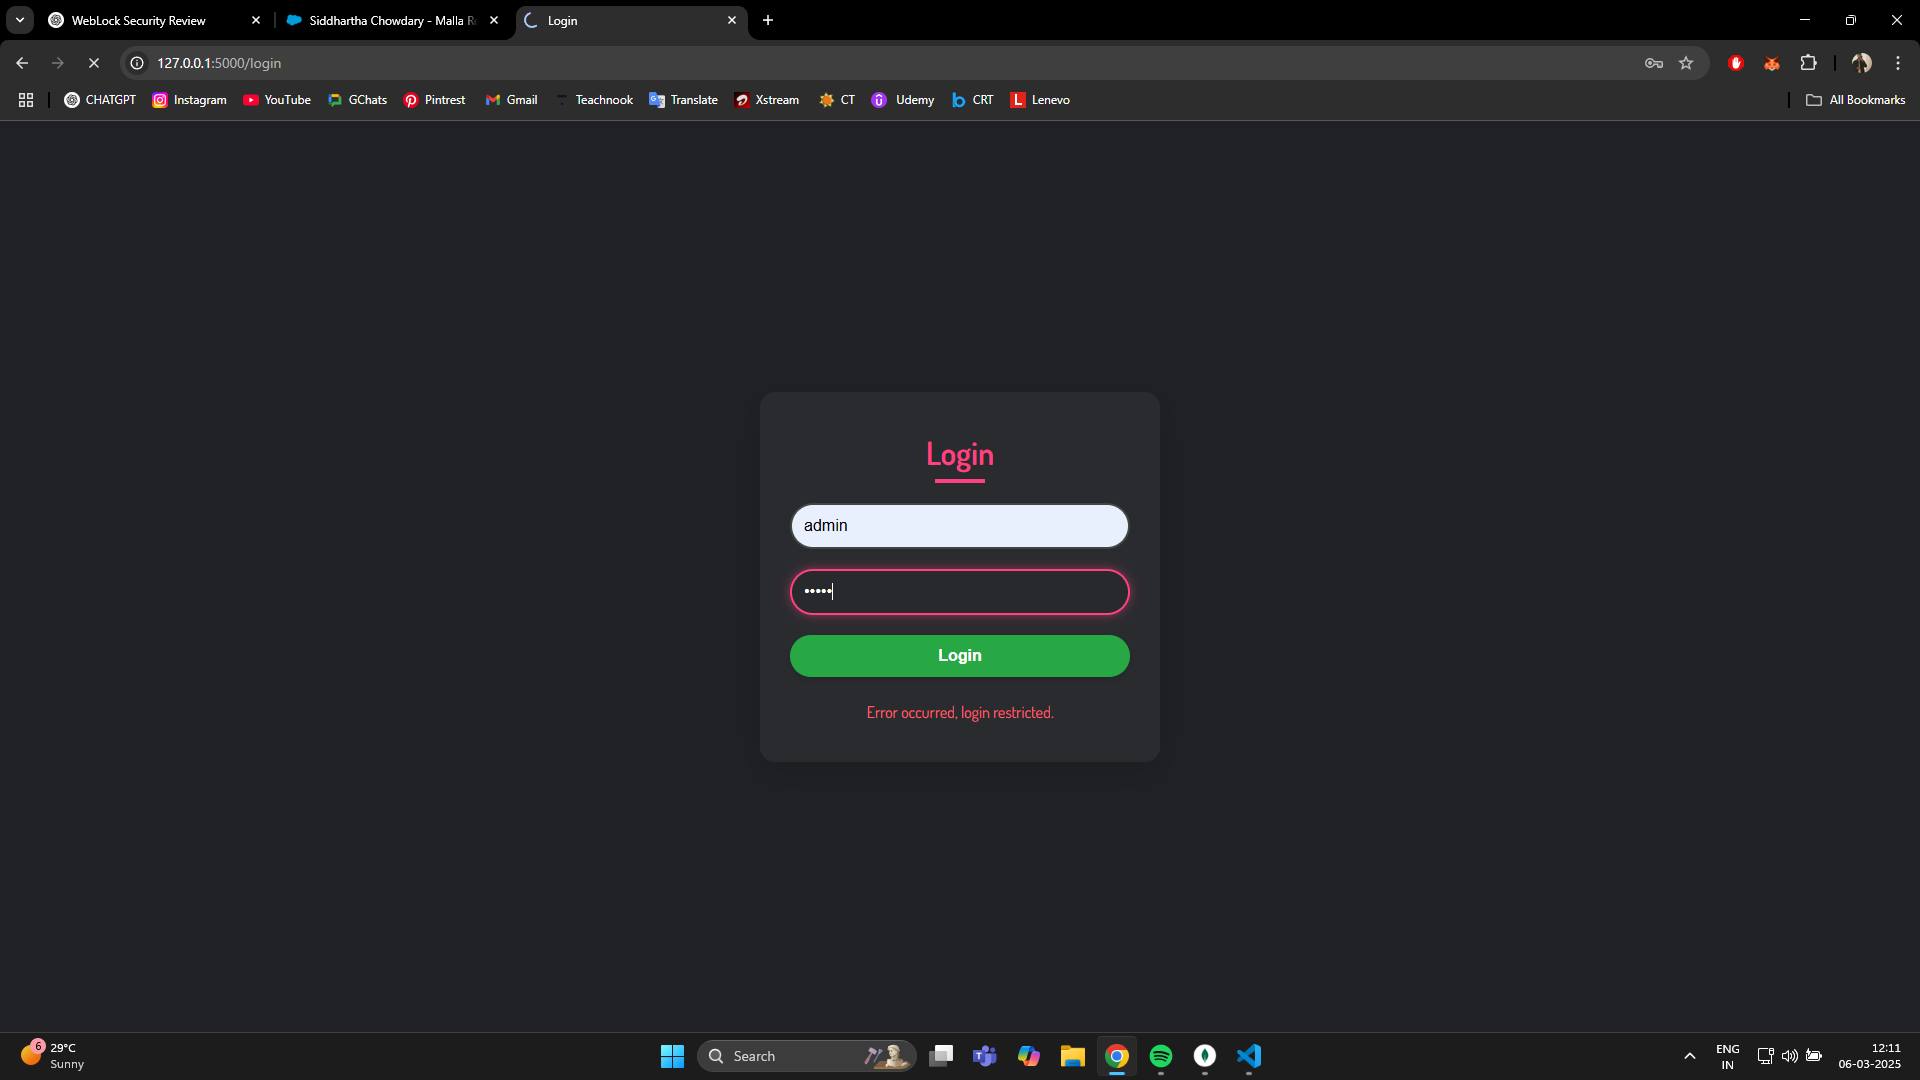 WebLock Security Review
Siddhartha Chowdary - Malla R
Login
127.0.0.1:5000/login
CHATGPT
Instagram
YouTube
GChats
Pintrest
Gmail
Teachnook
Translate
Xstream
CT
Udemy
CRT
Lenevo
All Bookmarks
Login
admin
•••••
Login
Error occurred, login restricted.
6
29°C
Sunny
Search
ENG
IN
12:11
06-03-2025